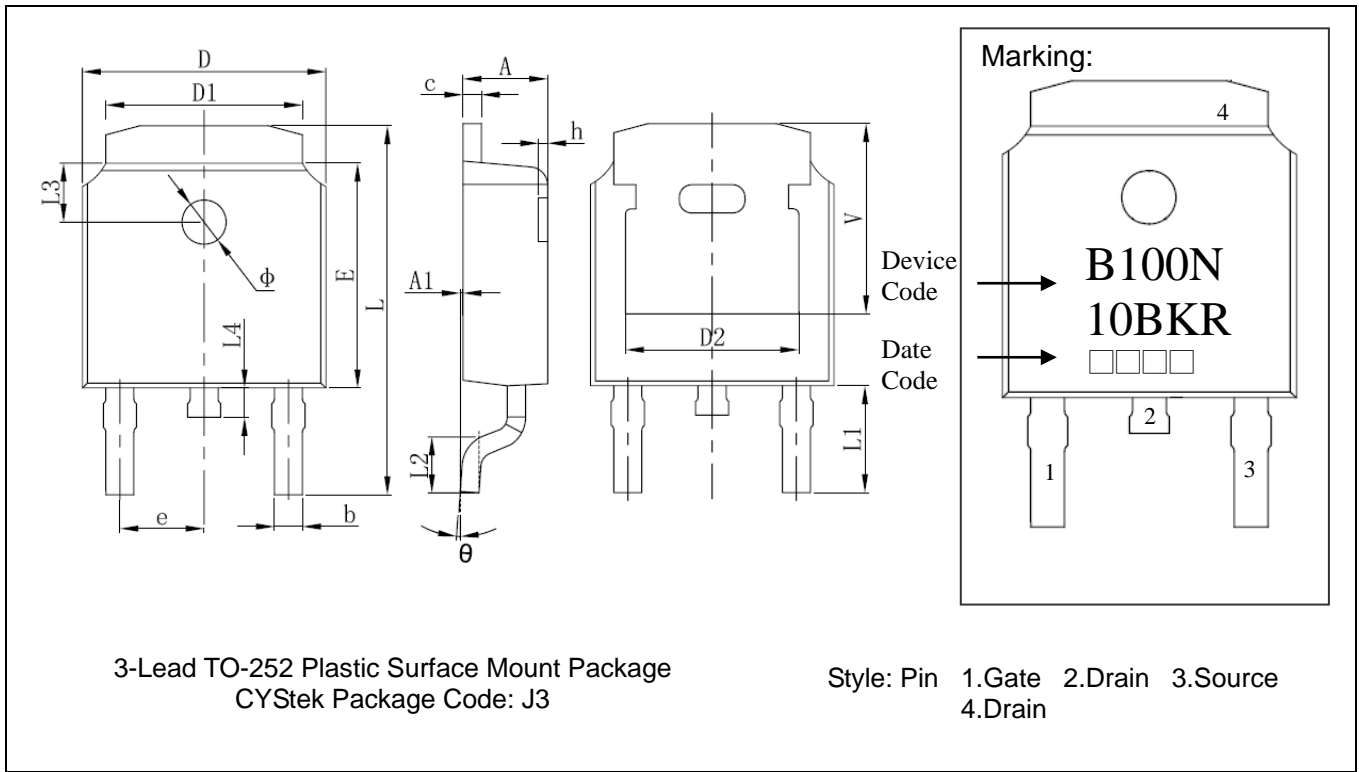 D
D1
L3
ϕ
E
L
L4
e
b
A
c
h
A1
L2
θ
V
D2
L1
Marking:
4
Device
Code
B100N
10BKR
Date
Code
□□□□
1
2
3
3-Lead TO-252 Plastic Surface Mount Package
CYStek Package Code: J3
Style: Pin 1.Gate 2.Drain 3.Source
4.Drain